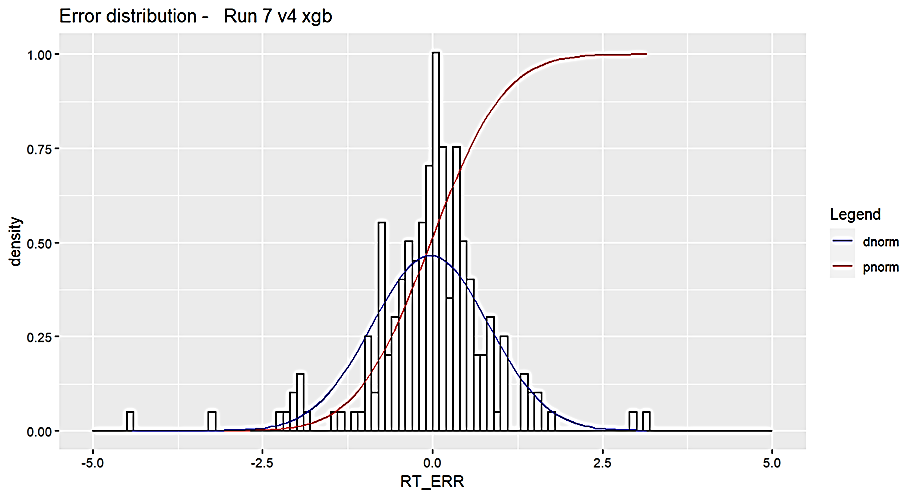 Error distribution -   Run 7 v4 xgb
1.00
0.75
0.50
0.25
0.00
density
-5.0
-2.5
0.0
2.5
5.0
RT_ERR
Legend
dnorm
pnorm